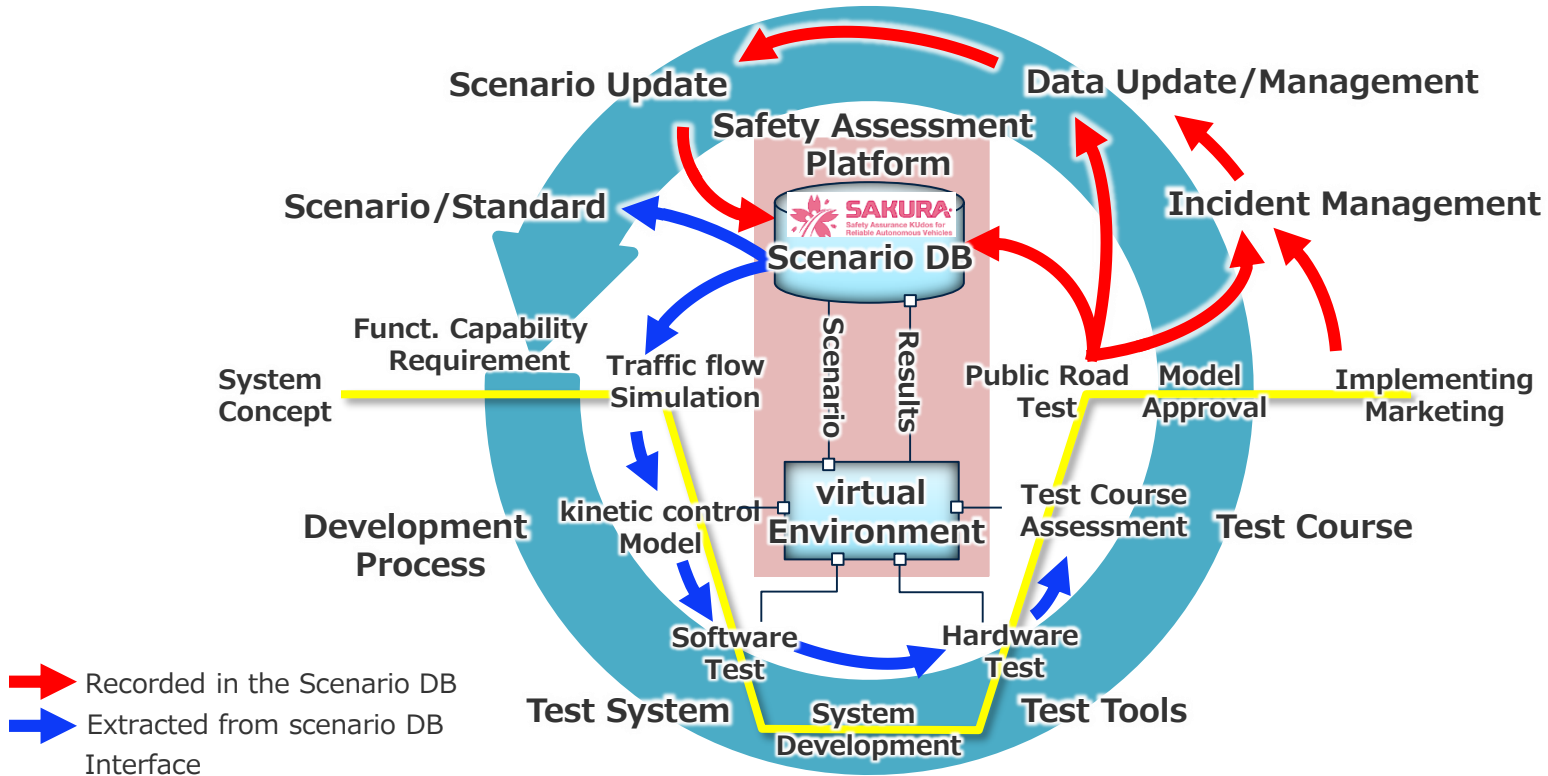 Scenario Update
Data Update/Management
Safety Assessment
Platform
Scenario/Standard
SAKURA
Safety Assurance KUdos for
Reliable Autonomous Vehicles
Incident Management
Scenario DB
Funct. Capability
Requirement
Scenario
Results
System
Concept
Traffic flow
Simulation
Public Road
Test
Model
Approval
Implementing
Marketing
Development
Process
kinetic control
Model
virtual
Environment
Test Course
Assessment
Test Course
Software
Test
Hardware
Test
Test System
System
Development
Test Tools
Recorded in the Scenario DB
Extracted from scenario DB
Interface